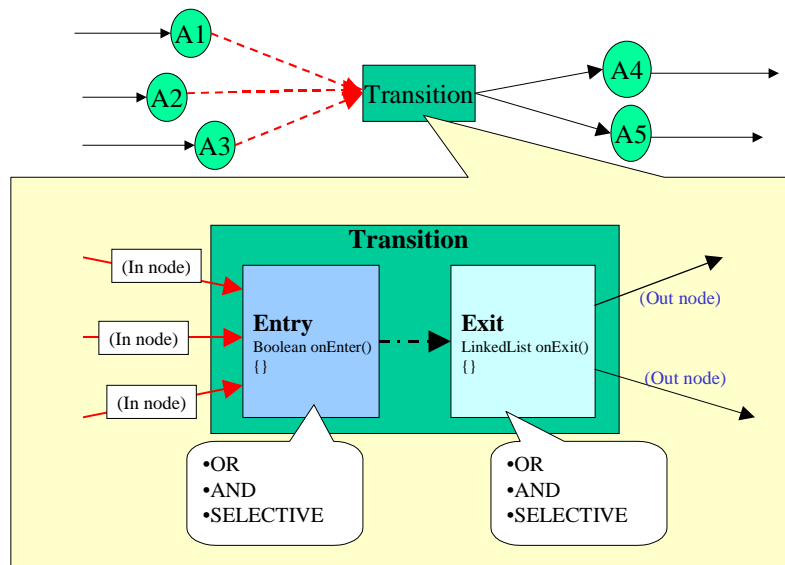 A1
A2
A3
Transition
A4
A5
Transition
(In node)
(In node)
(In node)
Entry
Boolean onEnter()
{}
Exit
LinkedList onExit()
{}
(Out node)
(Out node)
•OR
•AND
•SELECTIVE
•OR
•AND
•SELECTIVE